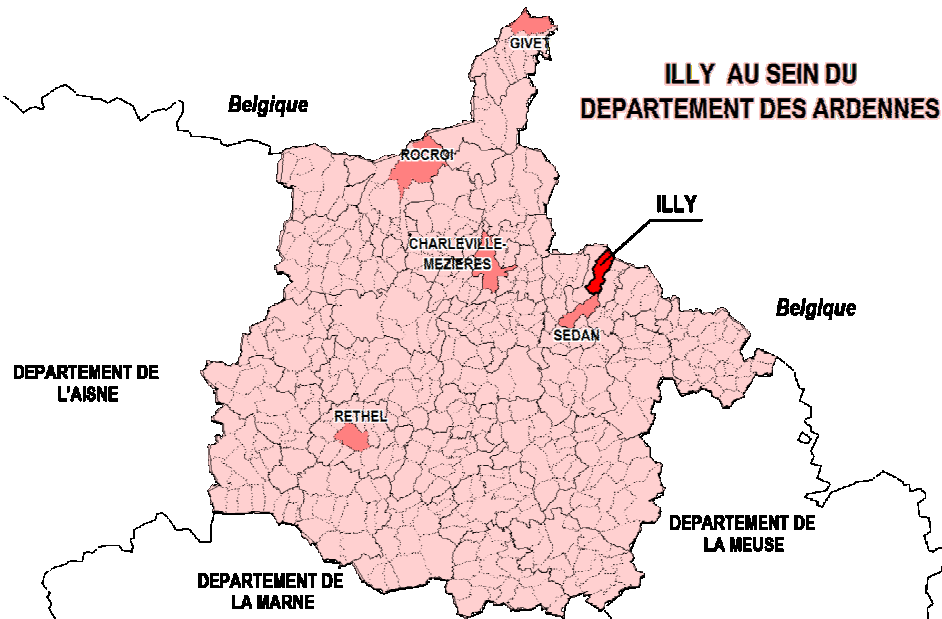 GIVET
ILLY AU SEIN DU
DEPARTEMENT DES ARDENNES
Belgique
ROCROI
ILLY
CHARLEVILLE-
MEZIERES
Belgique
SEDAN
DEPARTEMENT DE
L'AISNE
RETHEL
DEPARTEMENT DE
LA MEUSE
DEPARTEMENT DE
LA MARNE